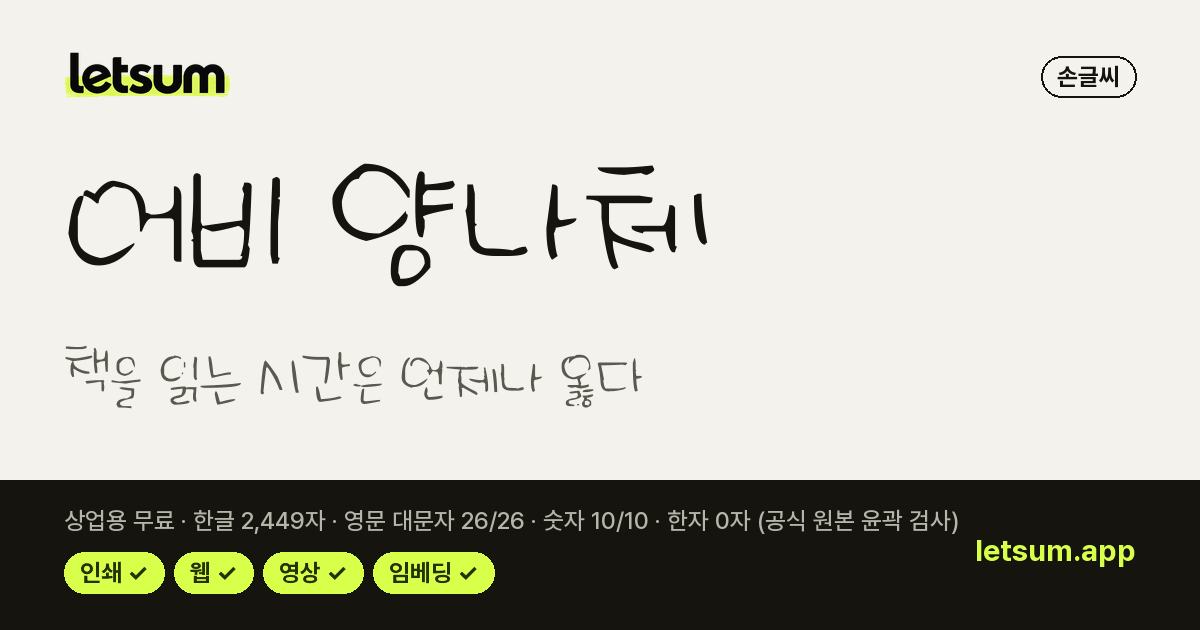 letsum
손글씨
어비 양나체
책을 읽는 시간은 언제나 옳다
상업용 무료 · 한글 2,449자 · 영문 대문자 26/26 · 숫자 10/10 · 한자 0자 (공식 원본 윤곽 검사)
인쇄 ✓ 웹 ✓ 영상 ✓ 임베딩 ✓
letsum.app